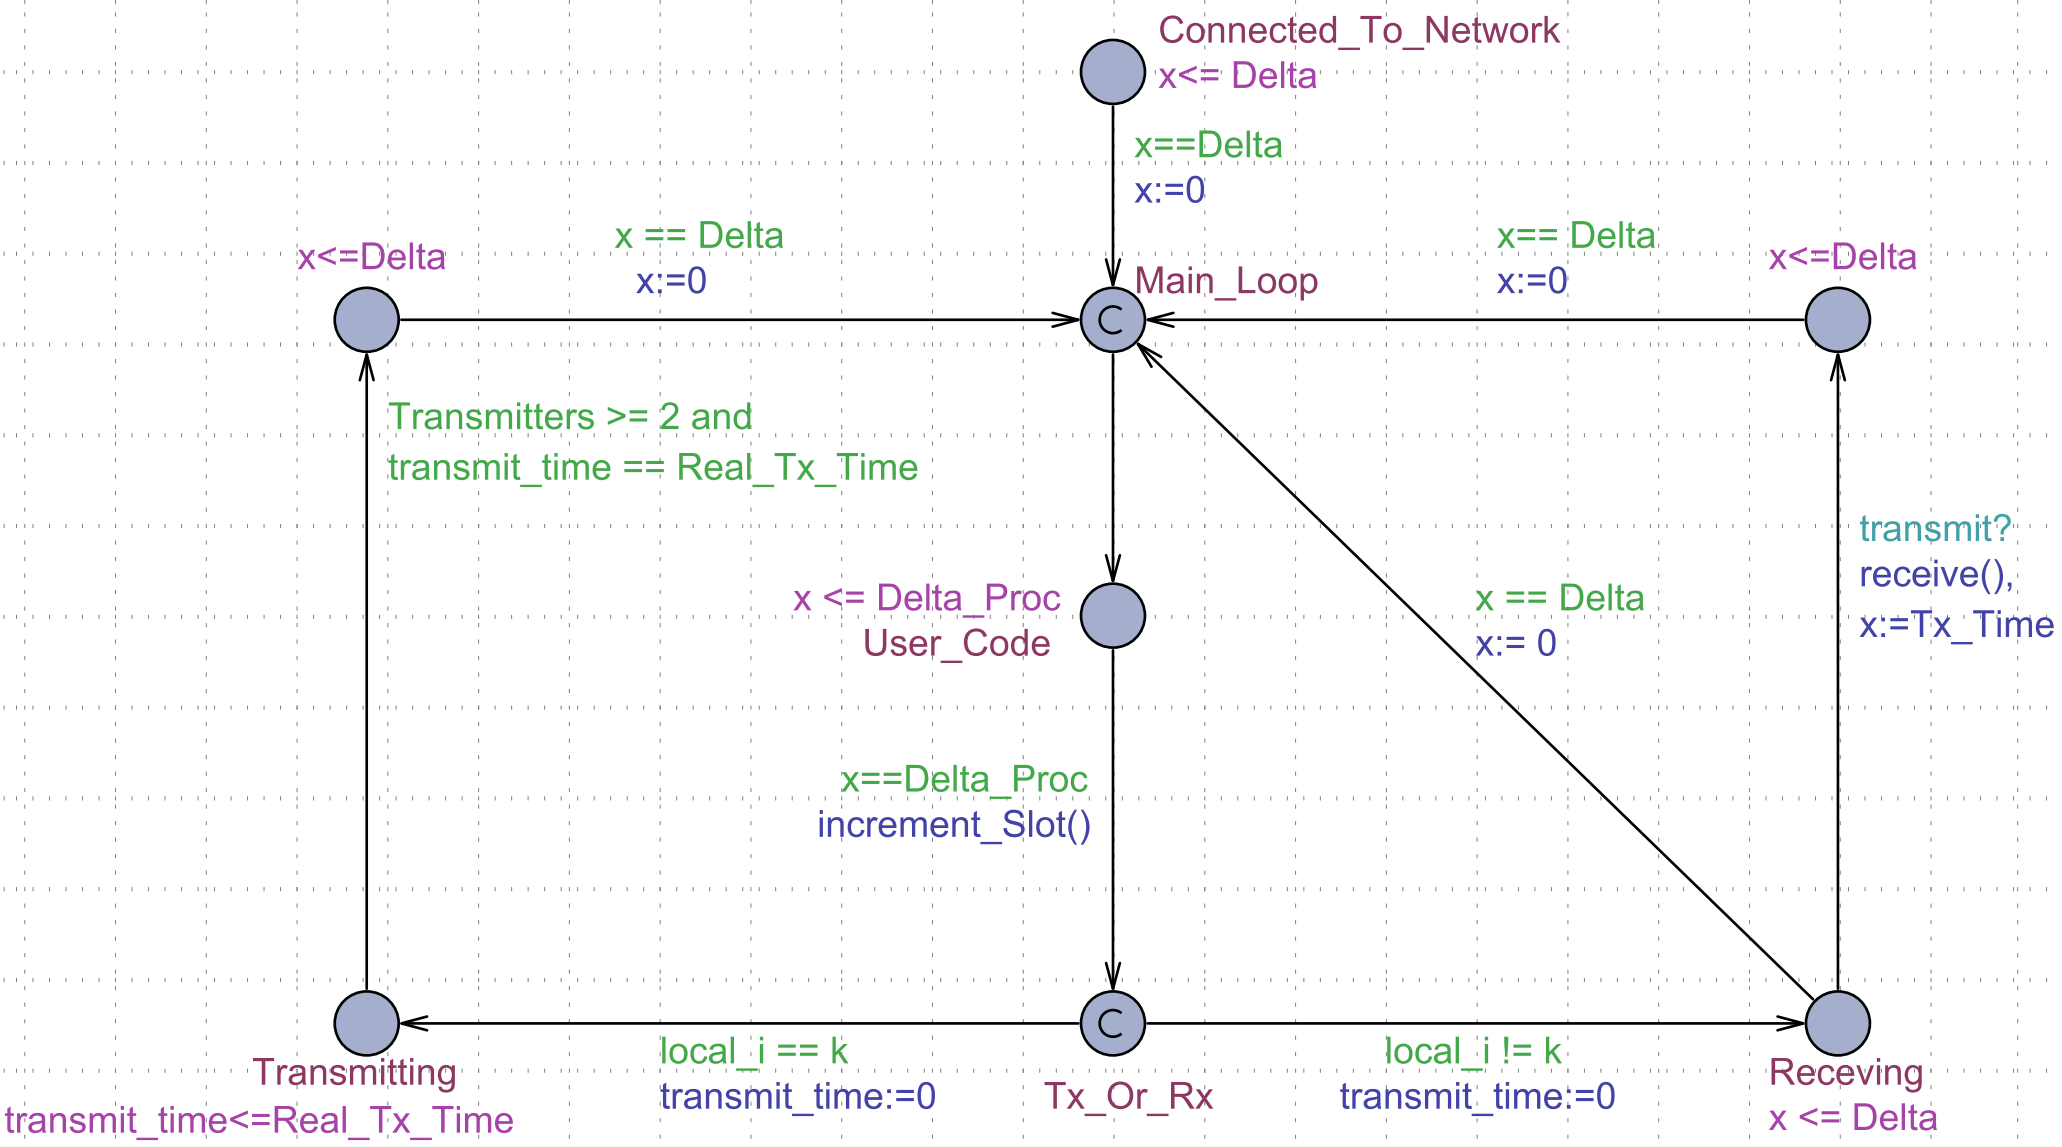 Connected_To_Network
x<= Delta
x==Delta
x:=0
x<=Delta
x == Delta
x:=0
Main_Loop
x== Delta
x:=0
x<=Delta
C
Transmitters >= 2 and
transmit_time == Real_Tx_Time
transmit?
receive(),
x:=Tx_Time
x <= Delta_Proc
User_Code
x == Delta
x:= 0
x==Delta_Proc
increment_Slot()
C
Transmitting
transmit_time<=Real_Tx_Time
local_i == k
transmit_time:=0
Tx_Or_Rx
local_i != k
transmit_time:=0
Receving
x <= Delta